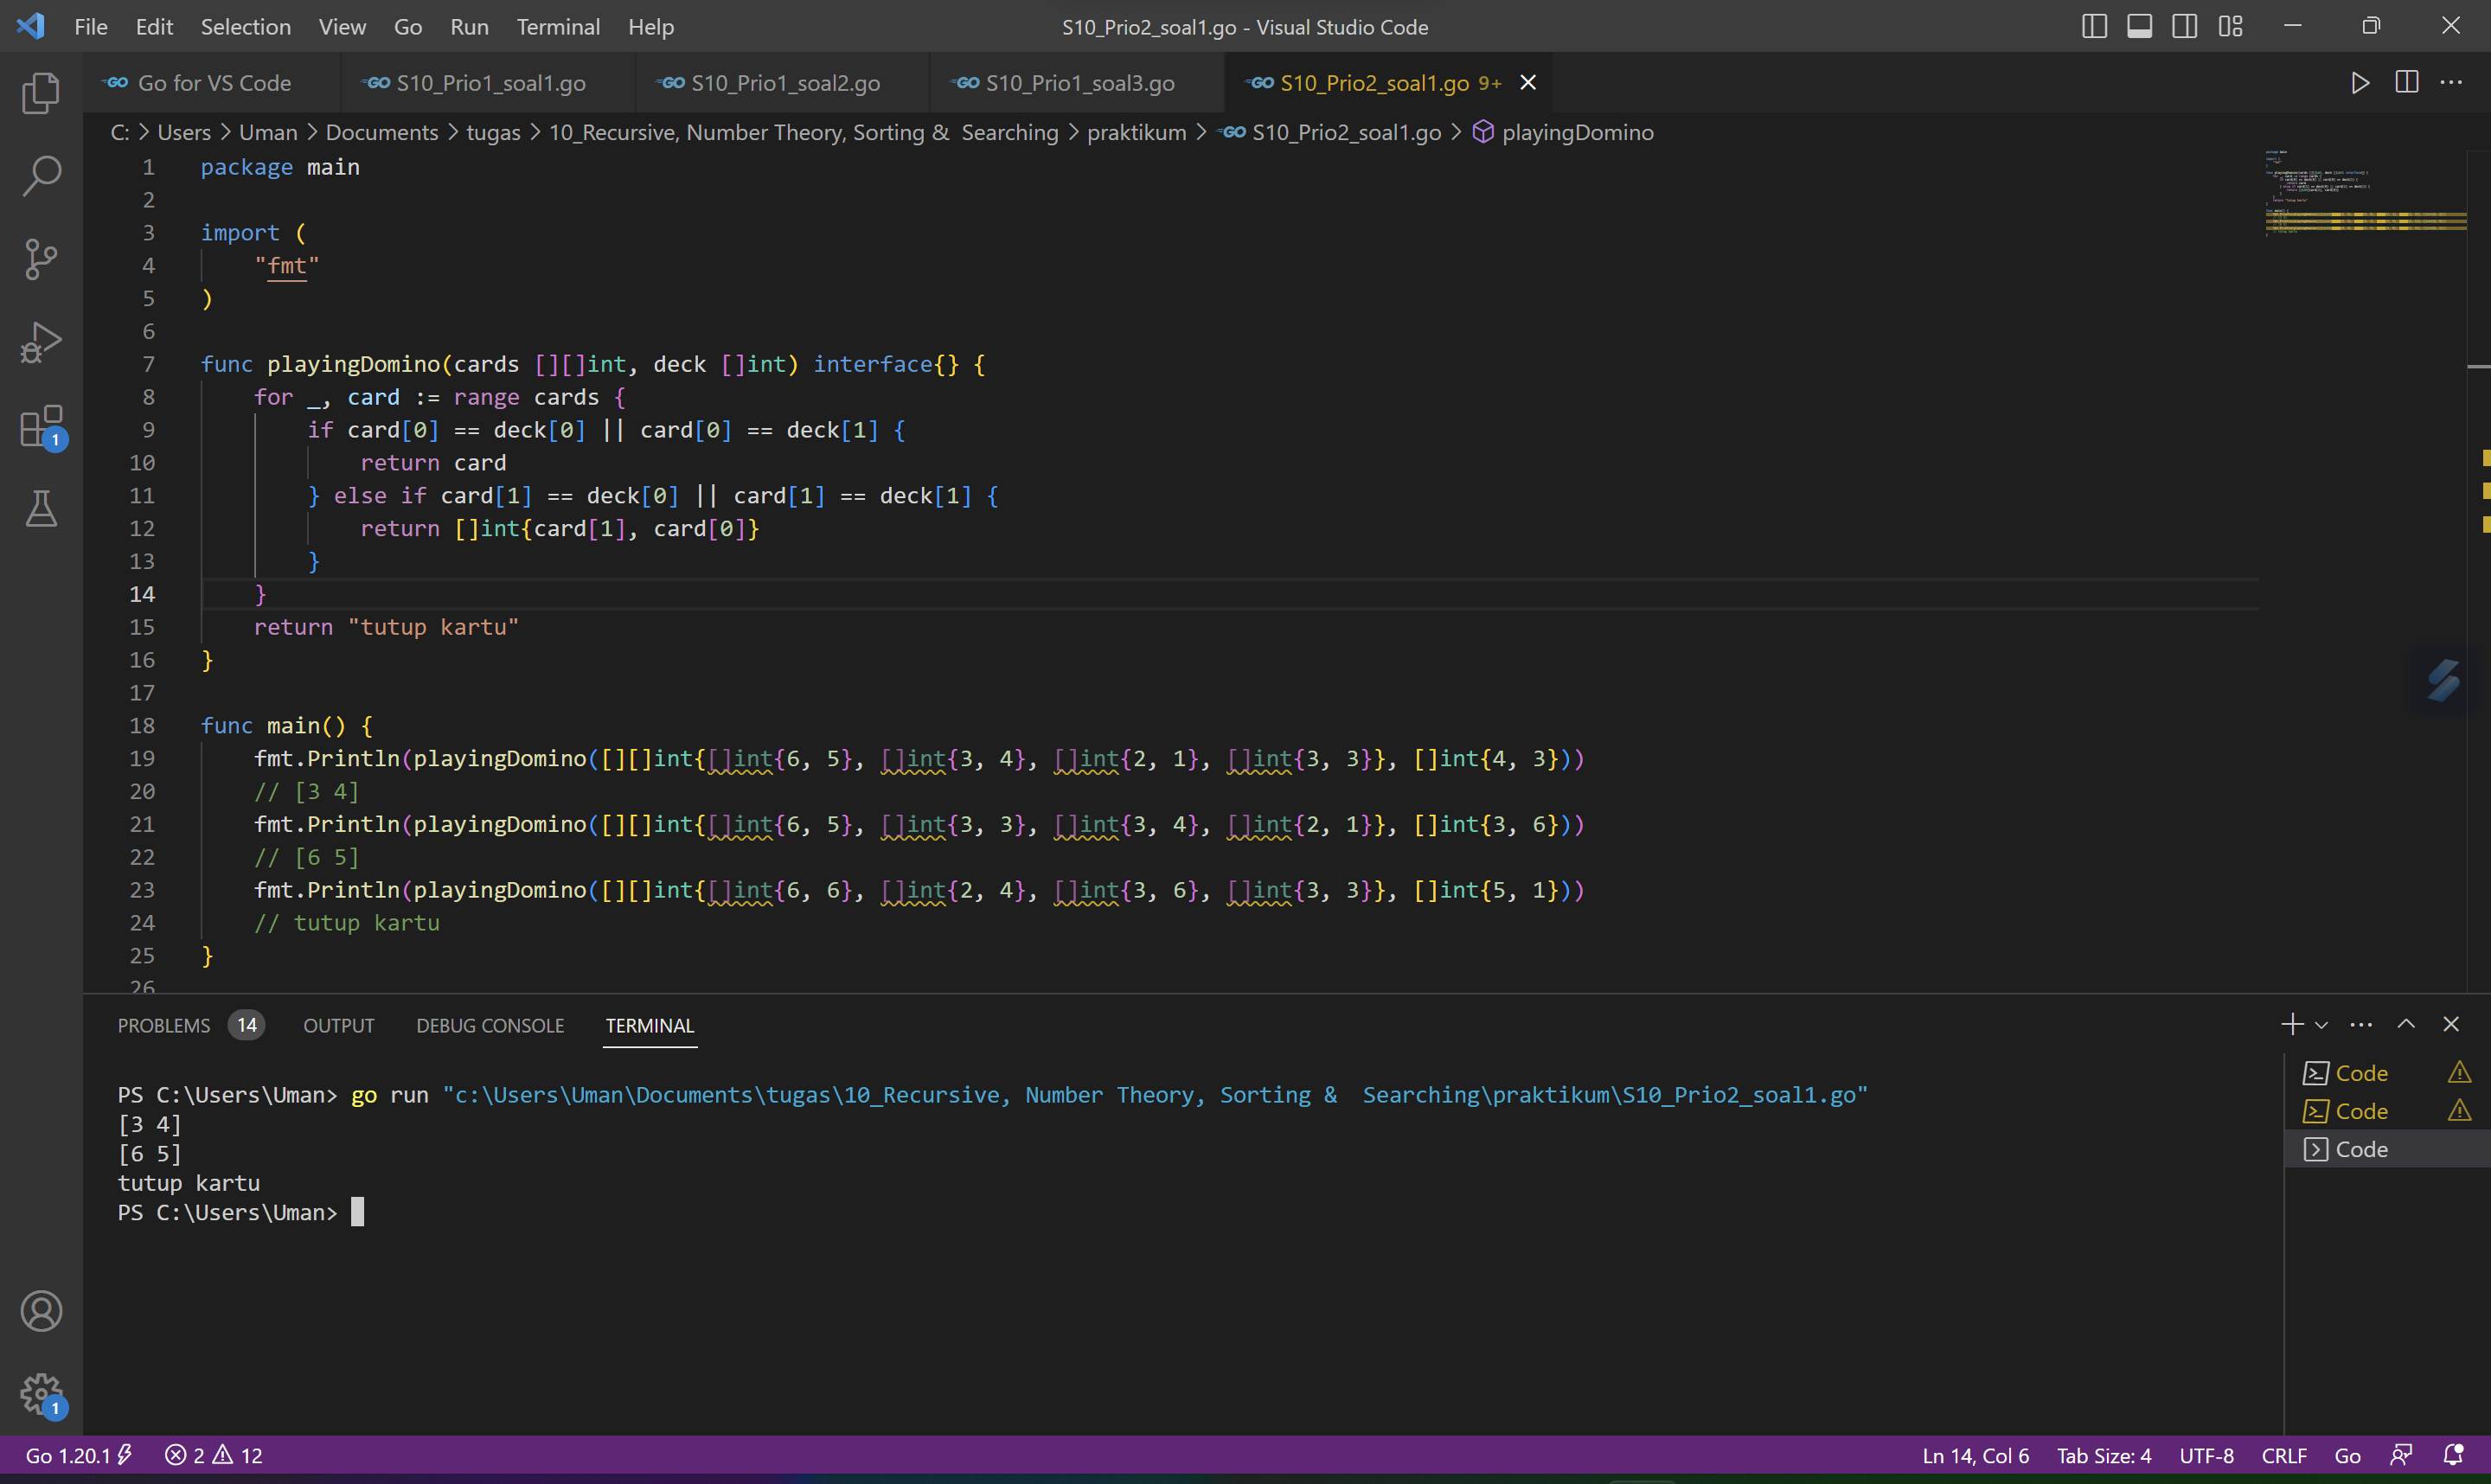 File Edit Selection View Go Run Terminal Help S10_Prio2_soal1.go - Visual Studio Code
Go for VS Code S10_Prio1_soal1.go S10_Prio1_soal2.go S10_Prio1_soal3.go S10_Prio2_soal1.go 9+
C: > Users > Uman > Documents > tugas > 10_Recursive, Number Theory, Sorting &  Searching > praktikum > S10_Prio2_soal1.go > playingDomino
1 package main
2
3 import (
4     "fmt"
5 )
6
7 func playingDomino(cards [][]int, deck []int) interface{} {
8     for _, card := range cards {
9         if card[0] == deck[0] || card[0] == deck[1] {
10             return card
11         } else if card[1] == deck[0] || card[1] == deck[1] {
12             return []int{card[1], card[0]}
13         }
14     }
15     return "tutup kartu"
16 }
17
18 func main() {
19     fmt.Println(playingDomino([][]int{[]int{6, 5}, []int{3, 4}, []int{2, 1}, []int{3, 3}}, []int{4, 3}))
20     // [3 4]
21     fmt.Println(playingDomino([][]int{[]int{6, 5}, []int{3, 3}, []int{3, 4}, []int{2, 1}}, []int{3, 6}))
22     // [6 5]
23     fmt.Println(playingDomino([][]int{[]int{6, 6}, []int{2, 4}, []int{3, 6}, []int{3, 3}}, []int{5, 1}))
24     // tutup kartu
25 }
26
1
PROBLEMS 14 OUTPUT DEBUG CONSOLE TERMINAL
PS C:\Users\Uman> go run "c:\Users\Uman\Documents\tugas\10_Recursive, Number Theory, Sorting &  Searching\praktikum\S10_Prio2_soal1.go"
[3 4]
[6 5]
tutup kartu
PS C:\Users\Uman>
Code
Code
Code
1
Go 1.20.1 2 12 Ln 14, Col 6 Tab Size: 4 UTF-8 CRLF Go